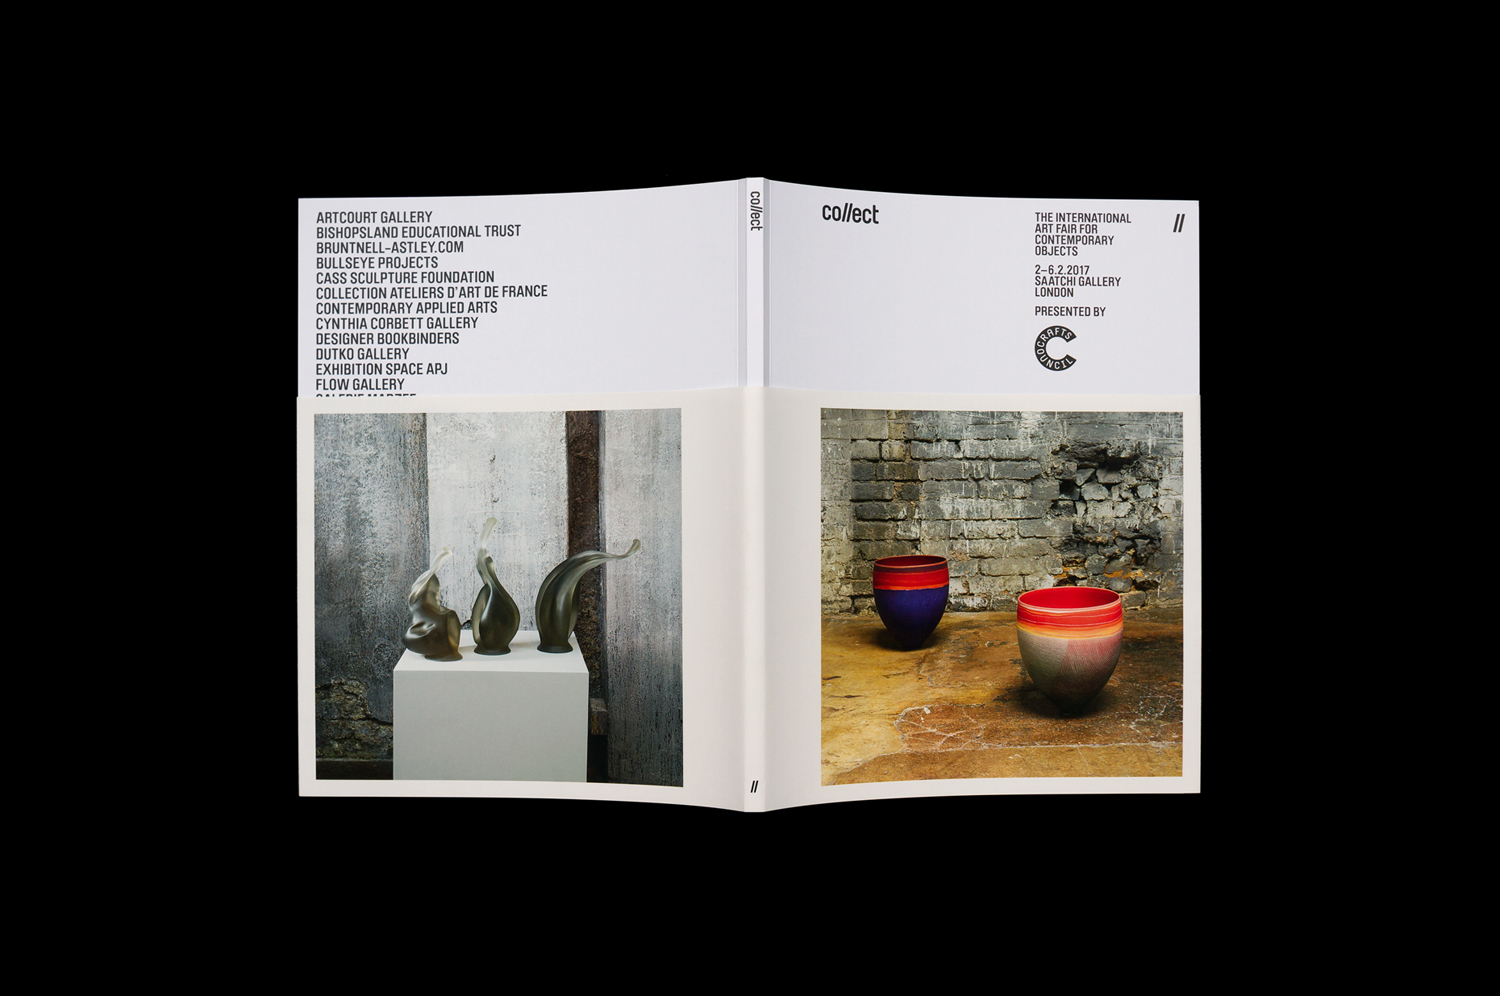 ARTCOURT GALLERY
BISHOPSLAND EDUCATIONAL TRUST
BRUNTNELL–ASTLEY.COM
BULLSEYE PROJECTS
CASS SCULPTURE FOUNDATION
COLLECTION ATELIERS D'ART DE FRANCE
CONTEMPORARY APPLIED ARTS
CYNTHIA CORBETT GALLERY
DESIGNER BOOKBINDERS
DUTKO GALLERY
EXHIBITION SPACE APJ
FLOW GALLERY
collect
//
collect
THE INTERNATIONAL
ART FAIR FOR
CONTEMPORARY
OBJECTS
2–6.2.2017
SAATCHI GALLERY
LONDON
PRESENTED BY
CRAFTS
COUNCIL
//